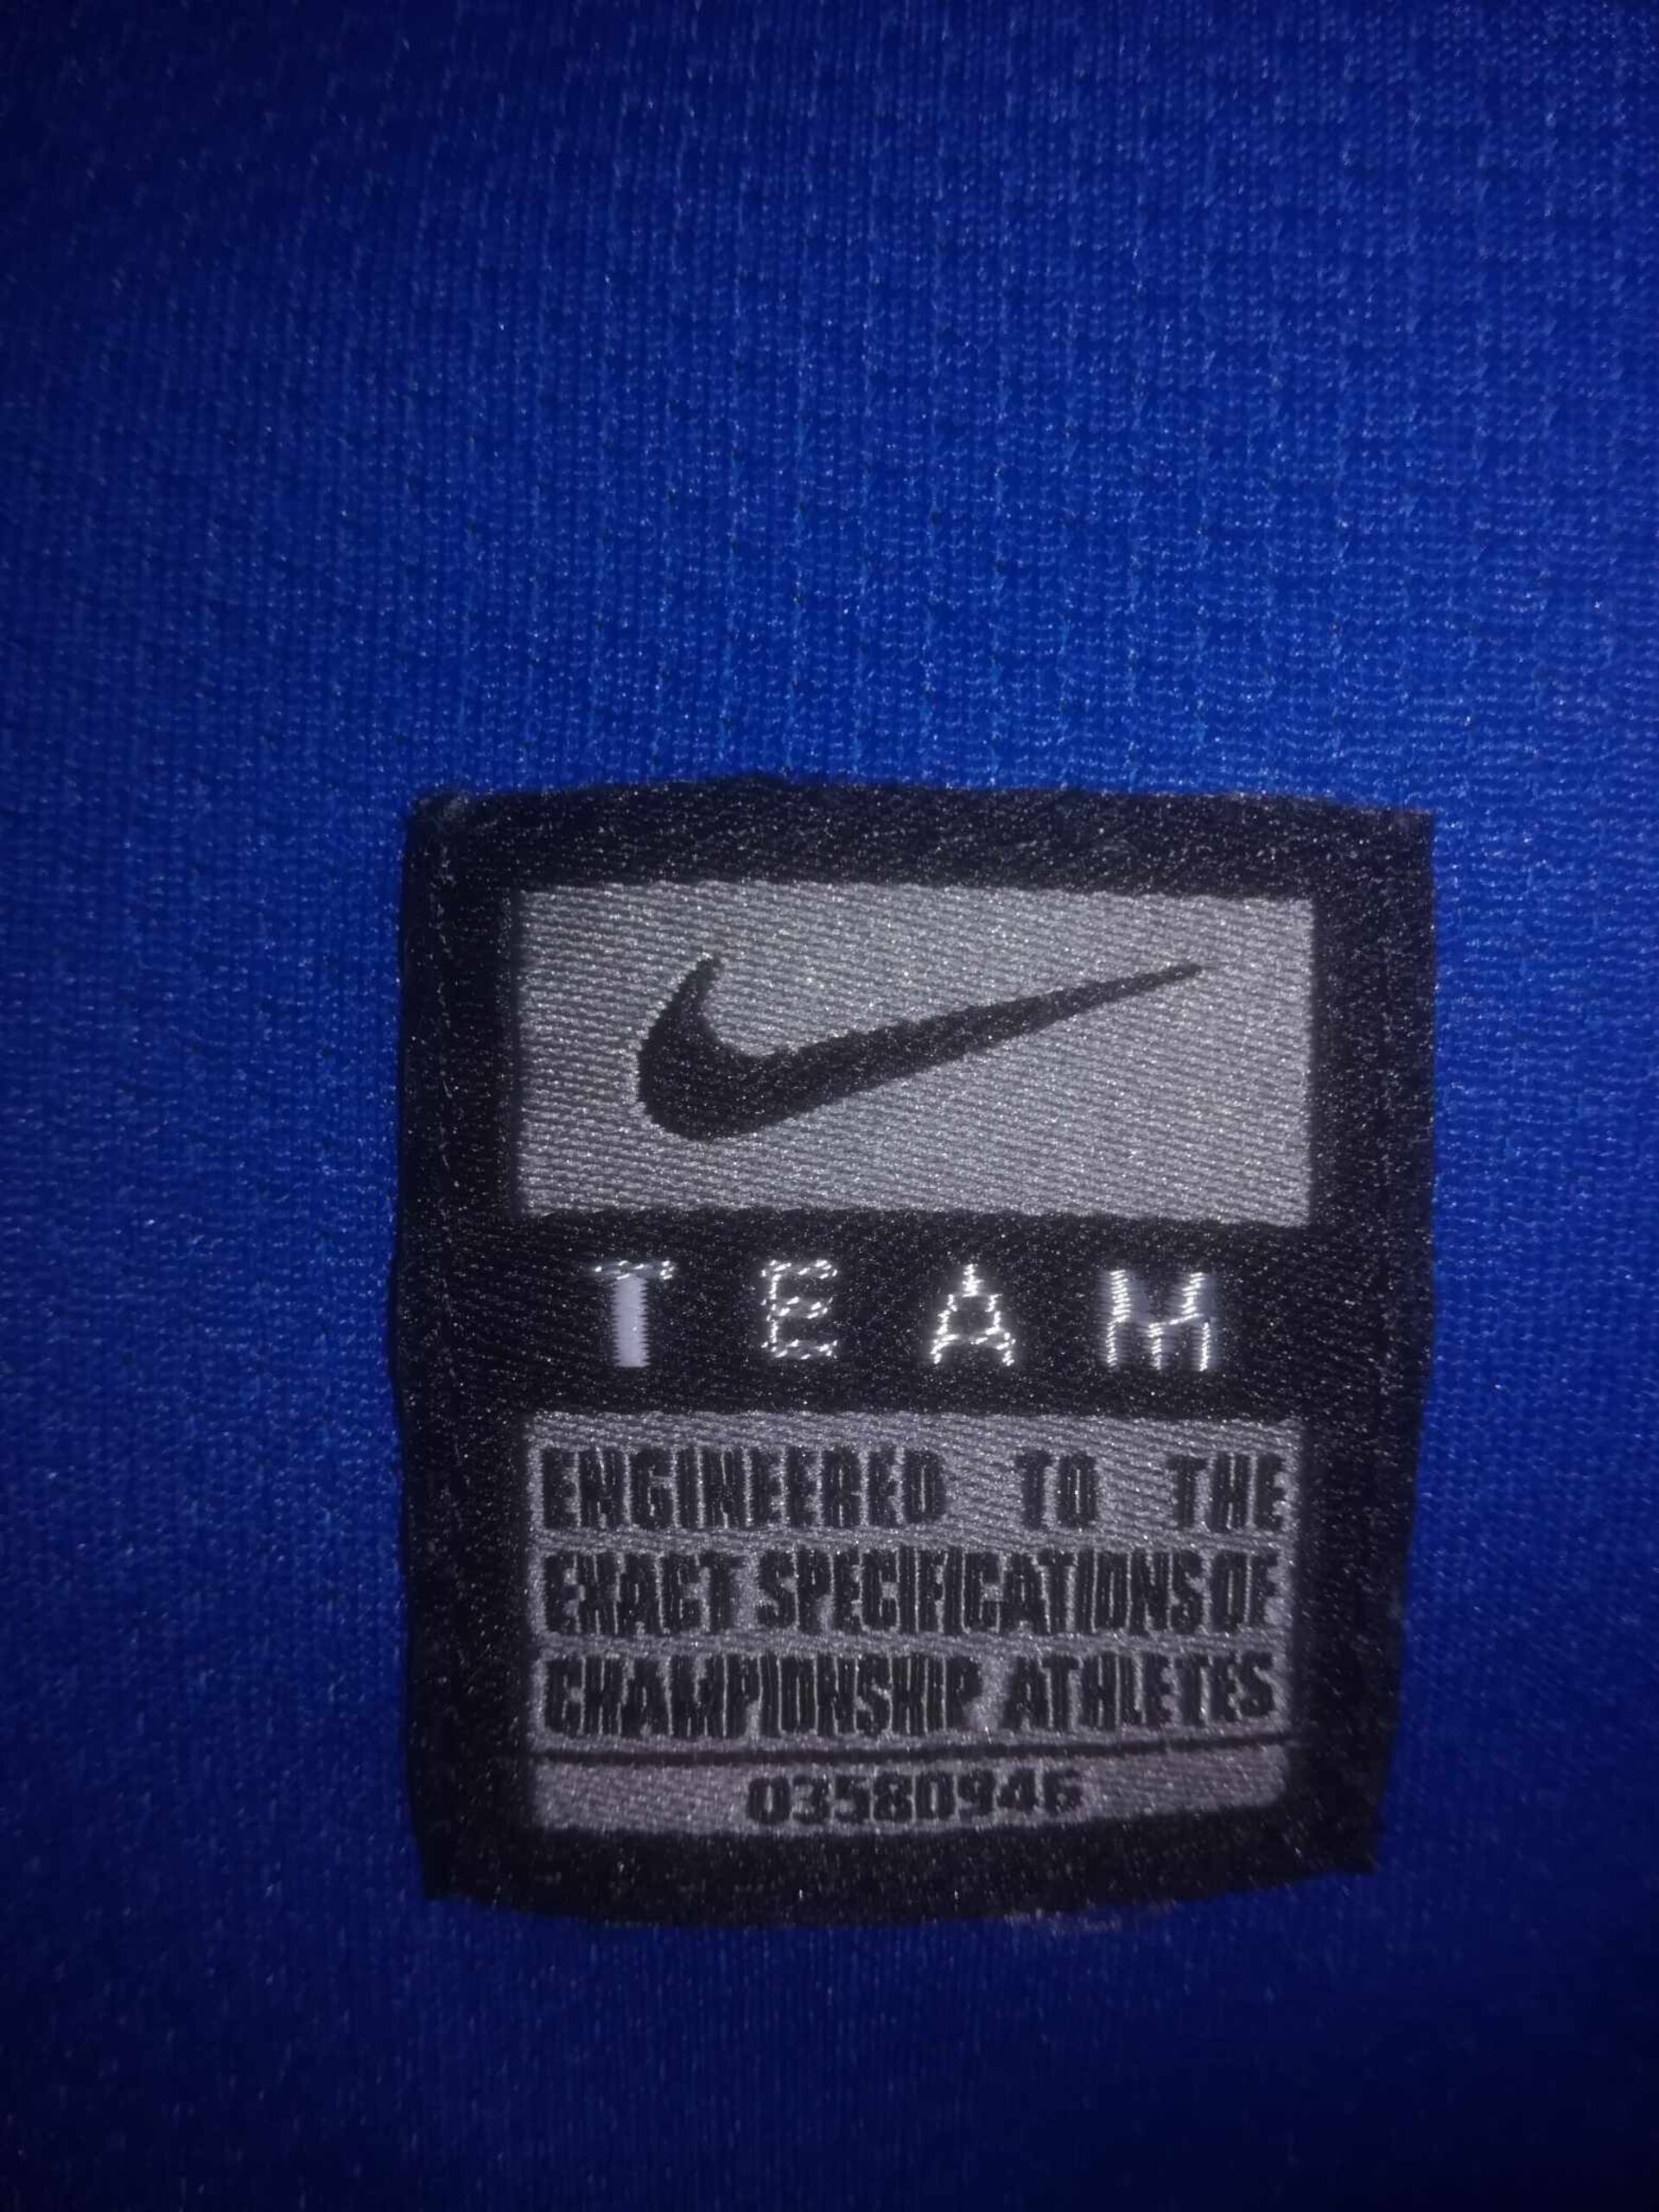 TEAM
ENGINEERED TO THE
EXACT SPECIFICATIONS OF
CHAMPIONSHIP ATHLETES
03580946